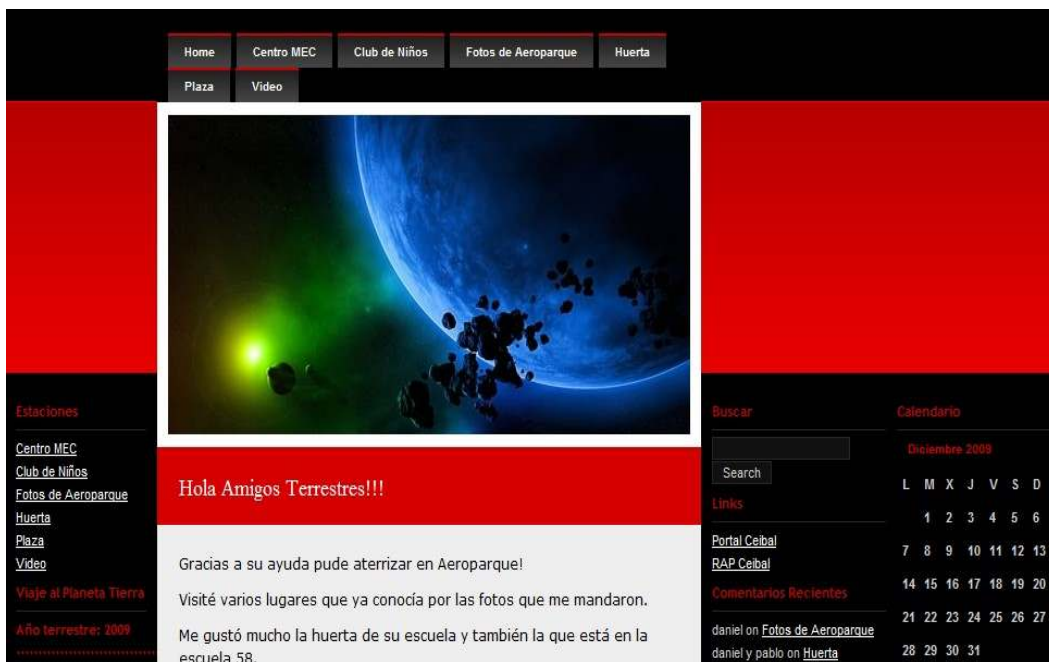 Home Centro MEC Club de Niños Fotos de Aeroparque Huerta
Plaza Video
Estaciones
Centro MEC
Club de Niños
Fotos de Aeroparque
Huerta
Plaza
Video
Viaje al Planeta Tierra
Año terrestre: 2009
Hola Amigos Terrestres!!!
Gracias a su ayuda pude aterrizar en Aeroparque!
Visité varios lugares que ya conocía por las fotos que me mandaron.
Me gustó mucho la huerta de su escuela y también la que está en la
escuela 58.
Buscar
Search
Links
Portal Ceibal
RAP Ceibal
Comentarios Recientes
daniel on Fotos de Aeroparque
daniel y pablo on Huerta
Calendario
Diciembre 2009
L M X J V S D
1 2 3 4 5 6
7 8 9 10 11 12 13
14 15 16 17 18 19 20
21 22 23 24 25 26 27
28 29 30 31